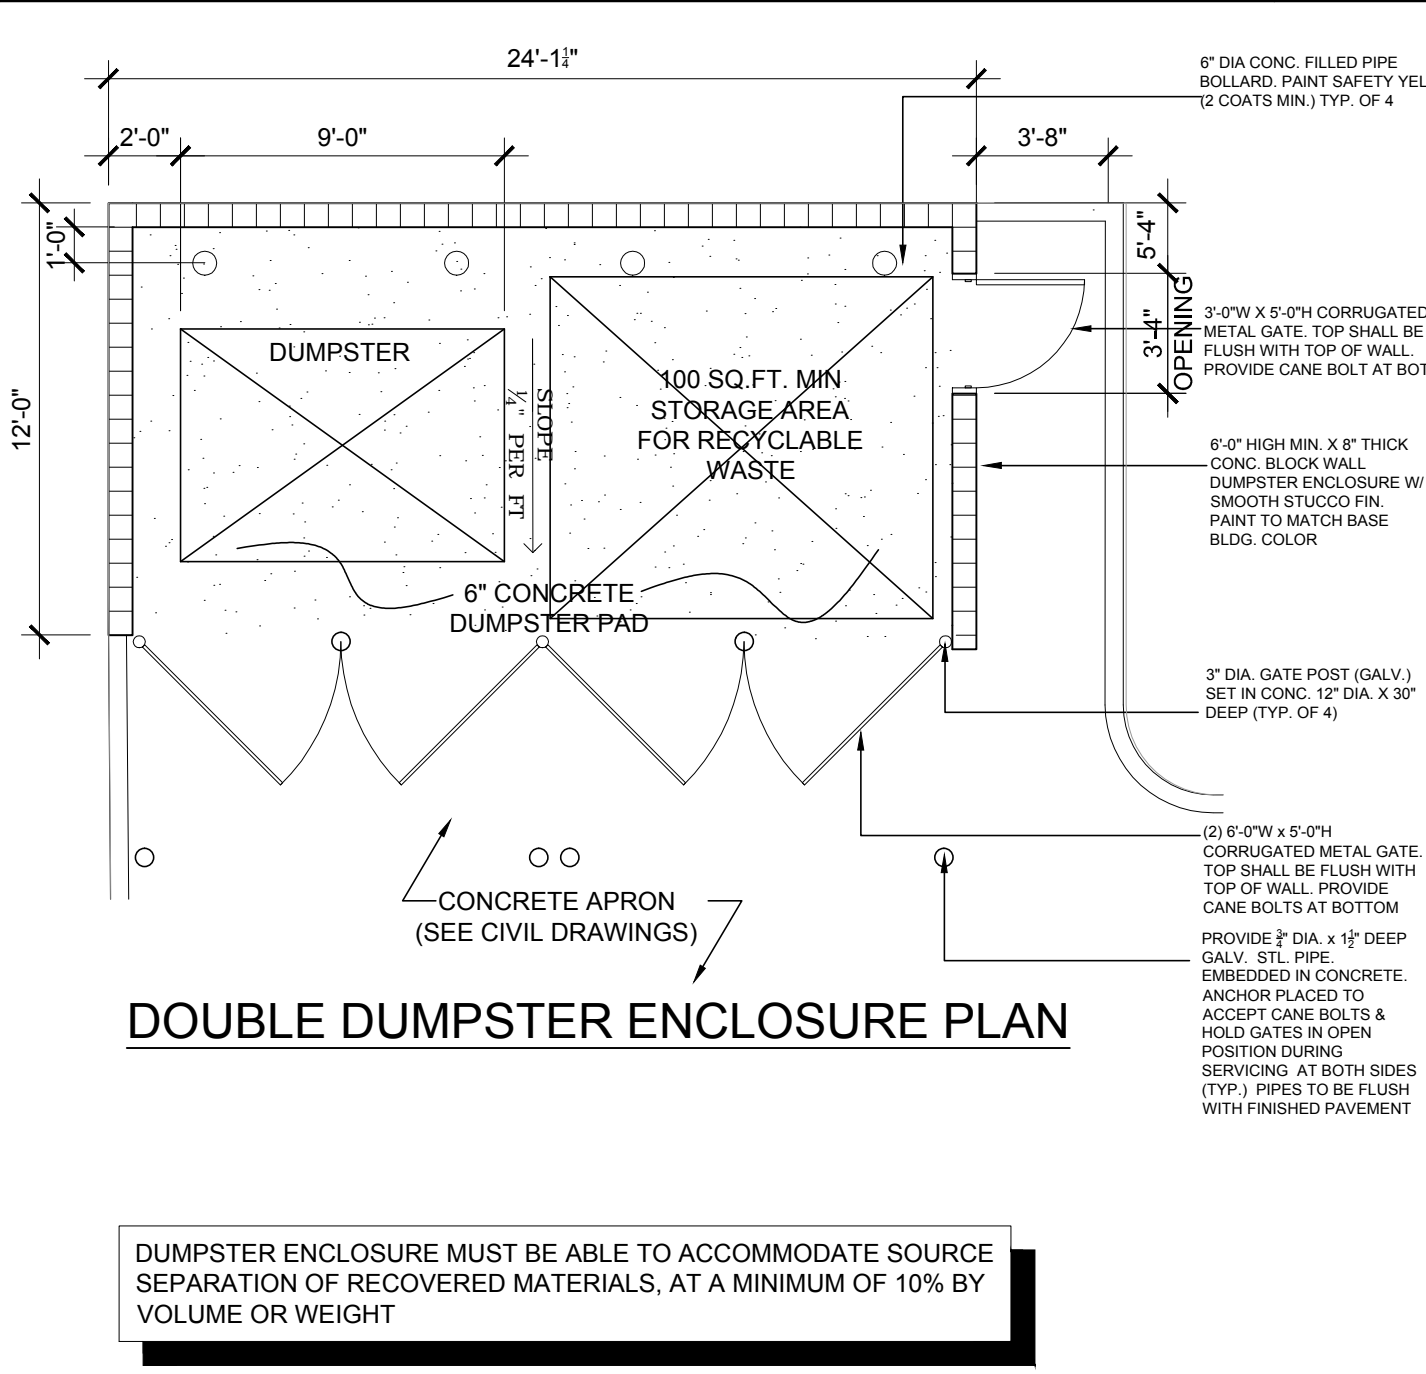 24'-1¼"
2'-0"
9'-0"
3'-8"
6" DIA CONC. FILLED PIPE
BOLLARD. PAINT SAFETY YEL
(2 COATS MIN.) TYP. OF 4
1'-0"
12'-0"
5'-4"
3'-4"
OPENING
3'-0"W X 5'-0"H CORRUGATED
METAL GATE. TOP SHALL BE
FLUSH WITH TOP OF WALL.
PROVIDE CANE BOLT AT BOT
DUMPSTER
SLOPE
¼" PER FT
100 SQ.FT. MIN
STORAGE AREA
FOR RECYCLABLE
WASTE
6'-0" HIGH MIN. X 8" THICK
CONC. BLOCK WALL
DUMPSTER ENCLOSURE W/
SMOOTH STUCCO FIN.
PAINT TO MATCH BASE
BLDG. COLOR
6" CONCRETE
DUMPSTER PAD
3" DIA. GATE POST (GALV.)
SET IN CONC. 12" DIA. X 30"
DEEP (TYP. OF 4)
(2) 6'-0"W x 5'-0"H
CORRUGATED METAL GATE.
TOP SHALL BE FLUSH WITH
TOP OF WALL. PROVIDE
CANE BOLTS AT BOTTOM
CONCRETE APRON
(SEE CIVIL DRAWINGS)
PROVIDE ¾" DIA. x 1½" DEEP
GALV. STL. PIPE.
EMBEDDED IN CONCRETE.
ANCHOR PLACED TO
ACCEPT CANE BOLTS &
HOLD GATES IN OPEN
POSITION DURING
SERVICING AT BOTH SIDES
(TYP.) PIPES TO BE FLUSH
WITH FINISHED PAVEMENT
DOUBLE DUMPSTER ENCLOSURE PLAN
DUMPSTER ENCLOSURE MUST BE ABLE TO ACCOMMODATE SOURCE
SEPARATION OF RECOVERED MATERIALS, AT A MINIMUM OF 10% BY
VOLUME OR WEIGHT